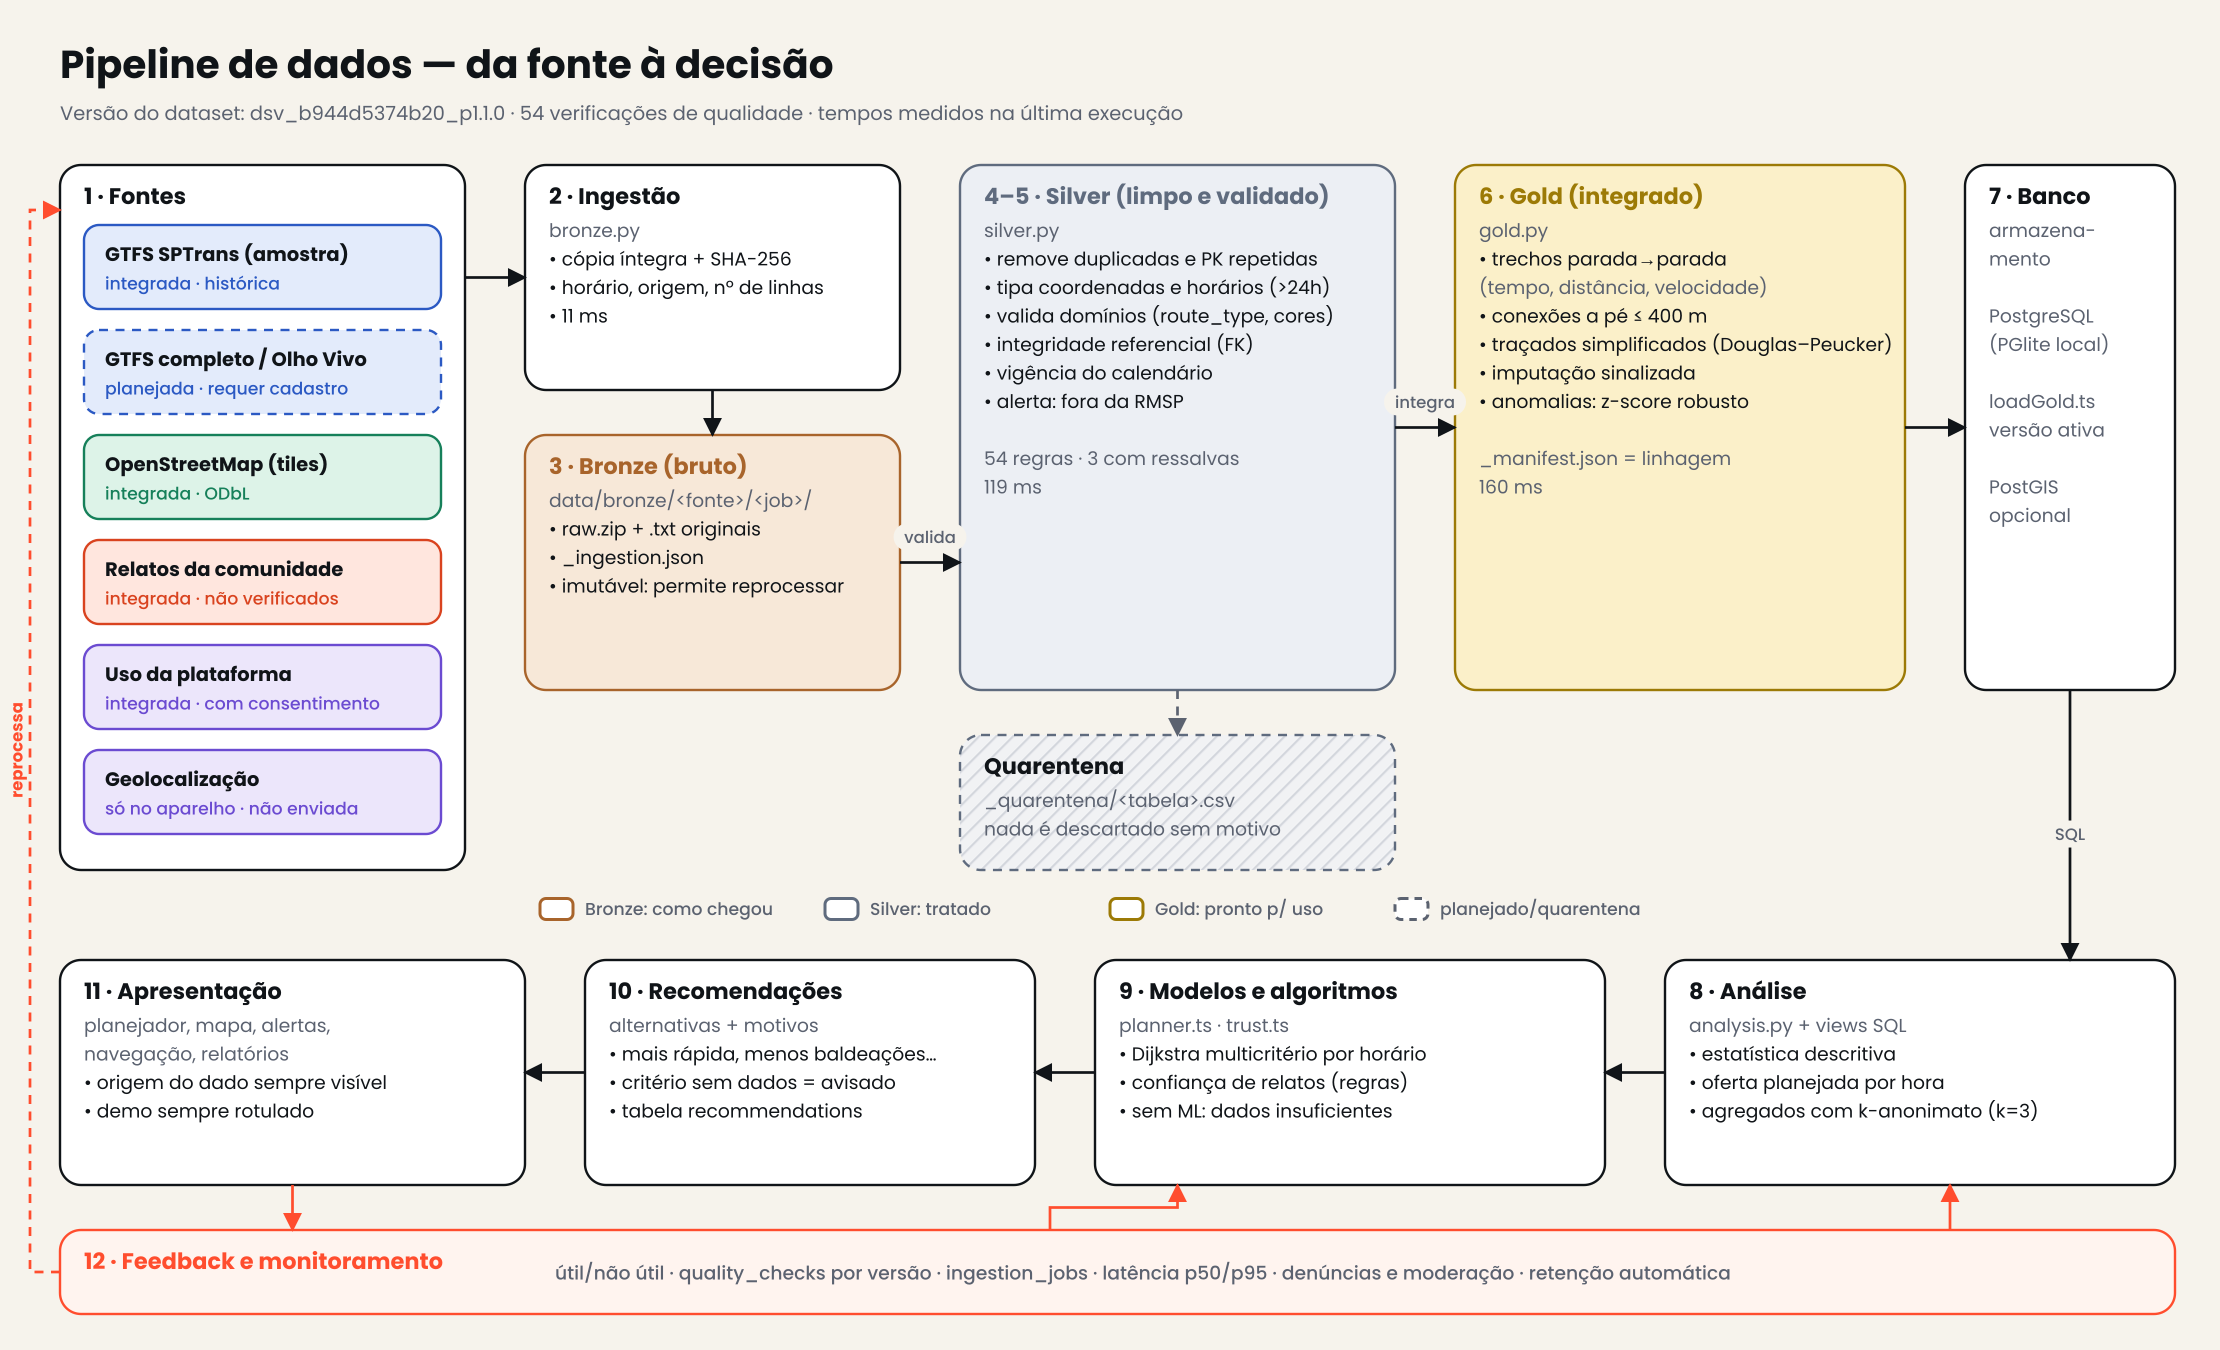 Pipeline de dados — da fonte à decisão
Versão do dataset: dsv_b944d5374b20_p1.1.0 · 54 verificações de qualidade · tempos medidos na última execução
1 · Fontes
GTFS SPTrans (amostra)
integrada · histórica
GTFS completo / Olho Vivo
planejada · requer cadastro
OpenStreetMap (tiles)
integrada · ODbL
Relatos da comunidade
integrada · não verificados
Uso da plataforma
integrada · com consentimento
Geolocalização
só no aparelho · não enviada
2 · Ingestão
bronze.py
• cópia íntegra + SHA-256
• horário, origem, nº de linhas
• 11 ms
3 · Bronze (bruto)
data/bronze/<fonte>/<job>/
• raw.zip + .txt originais
• _ingestion.json
• imutável: permite reprocessar
valida
4–5 · Silver (limpo e validado)
silver.py
• remove duplicadas e PK repetidas
• tipa coordenadas e horários (>24h)
• valida domínios (route_type, cores)
• integridade referencial (FK)
• vigência do calendário
• alerta: fora da RMSP
54 regras · 3 com ressalvas
119 ms
integra
6 · Gold (integrado)
gold.py
• trechos parada→parada
(tempo, distância, velocidade)
• conexões a pé ≤ 400 m
• traçados simplificados (Douglas–Peucker)
• imputação sinalizada
• anomalias: z-score robusto
_manifest.json = linhagem
160 ms
7 · Banco
armazena-
mento
PostgreSQL
(PGlite local)
loadGold.ts
versão ativa
PostGIS
opcional
Quarentena
_quarentena/<tabela>.csv
nada é descartado sem motivo
SQL
reprocessa
Bronze: como chegou
Silver: tratado
Gold: pronto p/ uso
planejado/quarentena
11 · Apresentação
planejador, mapa, alertas,
navegação, relatórios
• origem do dado sempre visível
• demo sempre rotulado
10 · Recomendações
alternativas + motivos
• mais rápida, menos baldeações…
• critério sem dados = avisado
• tabela recommendations
9 · Modelos e algoritmos
planner.ts · trust.ts
• Dijkstra multicritério por horário
• confiança de relatos (regras)
• sem ML: dados insuficientes
8 · Análise
analysis.py + views SQL
• estatística descritiva
• oferta planejada por hora
• agregados com k-anonimato (k=3)
12 · Feedback e monitoramento
útil/não útil · quality_checks por versão · ingestion_jobs · latência p50/p95 · denúncias e moderação · retenção automática